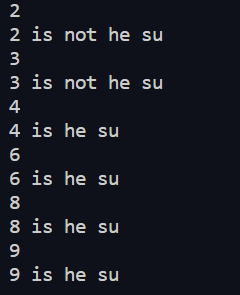 2
2 is not he su
3
3 is not he su
4
4 is he su
6
6 is he su
8
8 is he su
9
9 is he su